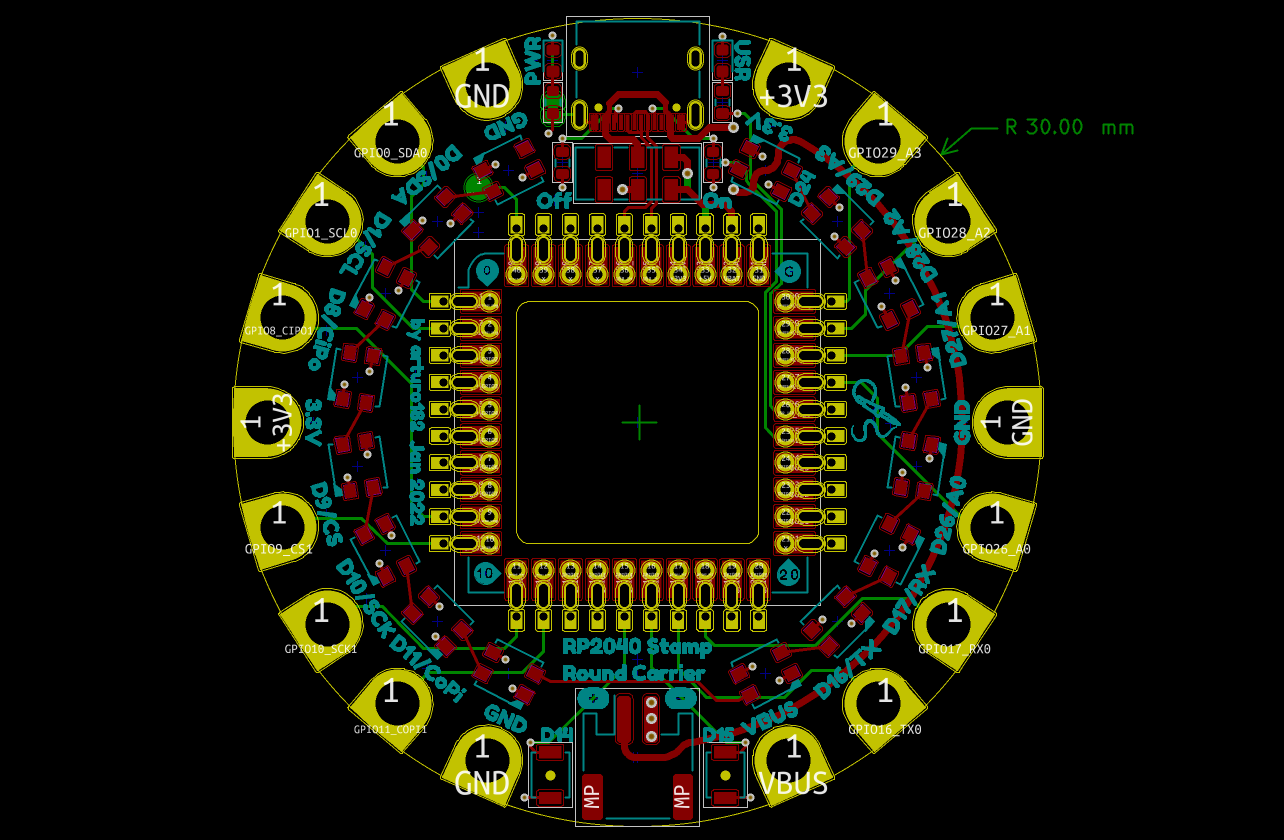 PWR
USR
1
GND
1
+3V3
GND
3.3V
1
GPIO0_SDA0
D0/SDA
1
GPIO29_A3
D29/A3
R 30.00 mm
Off
On
D24
1
GPIO1_SCL0
D1/SCL
1
GPIO28_A2
D28/A2
0
G
1
GPIO8_CIPO1
D8/CiPo
1
GPIO27_A1
D27/A1
1
+3V3
3.3V
by arturo182 Jan 2022
1
GND
GND
1
GPIO9_CS1
D9/CS
1
GPIO26_A0
D26/A0
10
20
1
GPIO10_SCK1
D10/SCK
1
GPIO17_RX0
D17/RX
RP2040 Stamp
Round Carrier
1
GPIO11_COPI1
D11/CoPi
1
GPIO16_TX0
D16/TX
GND
VBUS
D14
D15
1
GND
1
VBUS
MP
MP